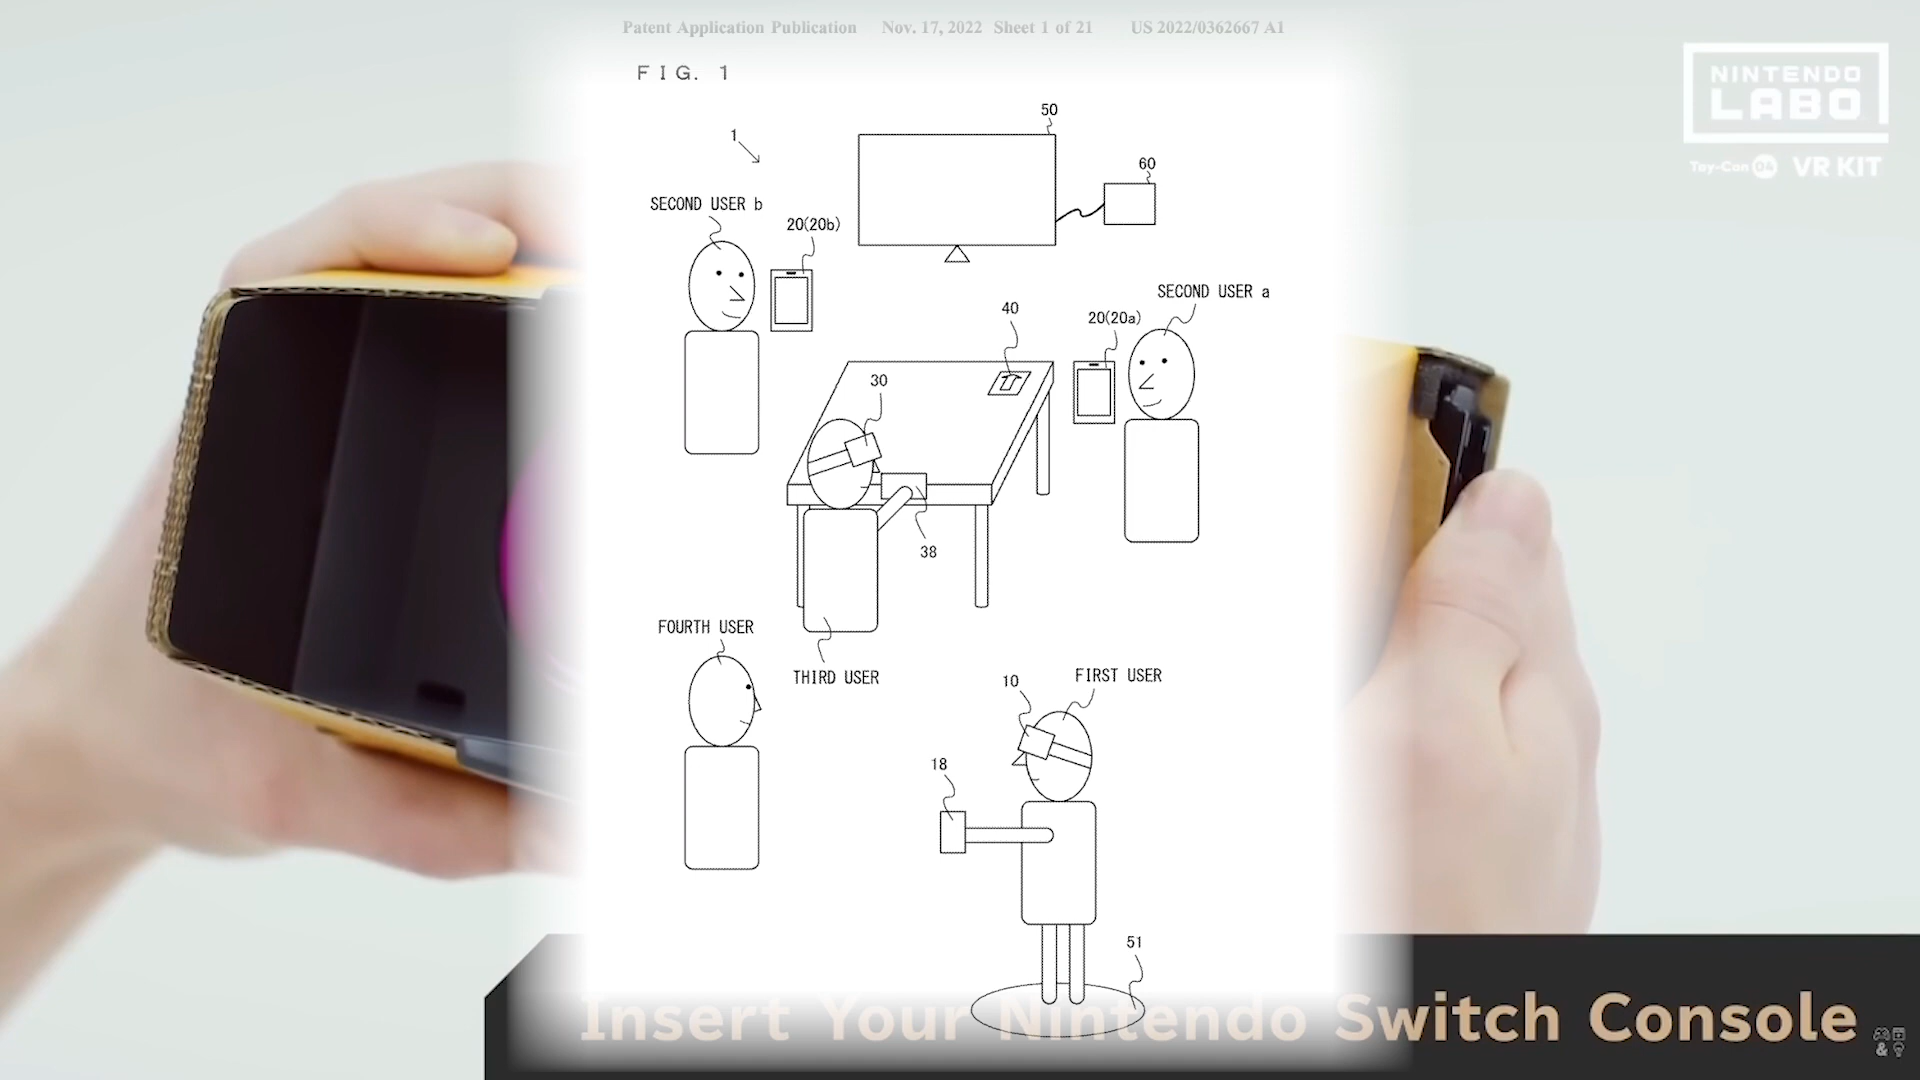 Patent Application Publication Nov. 17, 2022 Sheet 1 of 21 US 2022/0362667 A1
FIG. 1
NINTENDO
LABO
Toy-Con 04 VR KIT
50
1
60
SECOND USER b
20(20b)
SECOND USER a
40
20(20a)
30
38
FOURTH USER
THIRD USER
10
FIRST USER
18
51
Insert Your Nintendo Switch Console
&